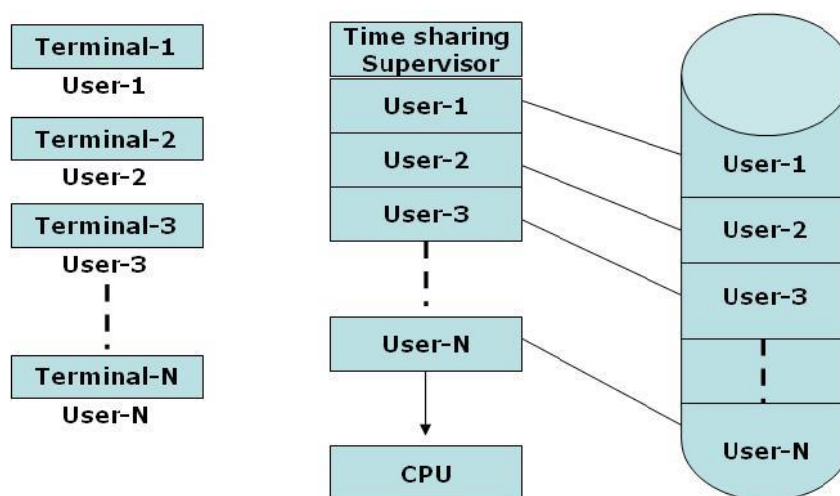 Terminal-1
User-1
Terminal-2
User-2
Terminal-3
User-3
Terminal-N
User-N
Time sharing
Supervisor
User-1
User-2
User-3
User-N
CPU
User-1
User-2
User-3
User-N